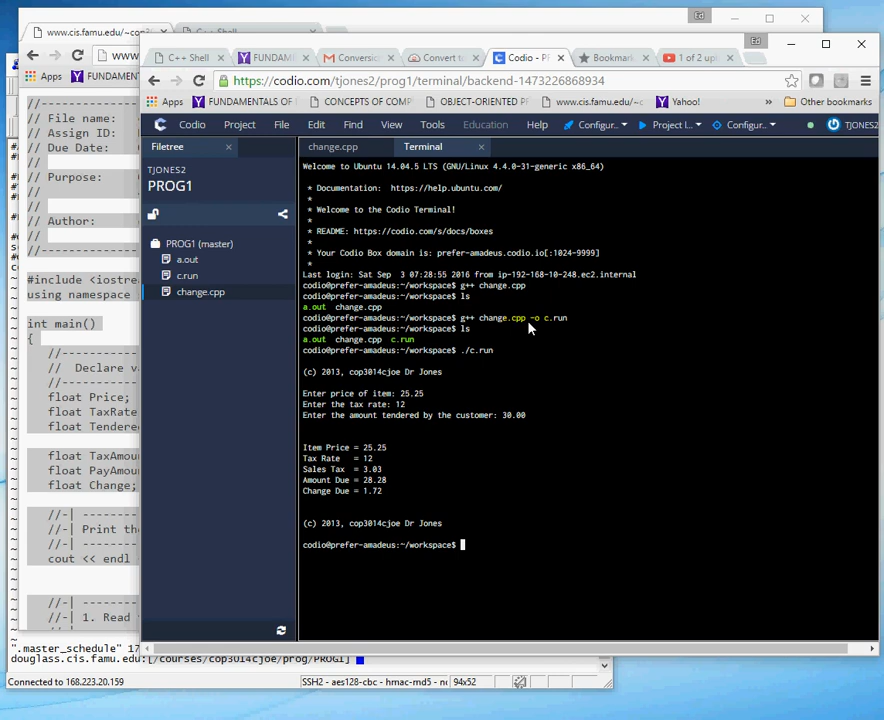 Ed
www.cis.famu.edu/~cop
C++ Shell
Ed
www
Apps
FUNDAMEN
C++ Shell
FUNDAM
Conversio
Convert t
Codio - P
Bookmar
1 of 2 up
https://codio.com/tjones2/prog1/terminal/backend-1473226868934
Apps
FUNDAMENTALS OF
CONCEPTS OF COMP
OBJECT-ORIENTED P
www.cis.famu.edu/~c
Yahoo!
»
Other bookmarks
Codio
Project
File
Edit
Find
View
Tools
Education
Help
Project I...
Configur...
Configur...
TJONES2
Filetree
change.cpp
Terminal
TJONES2
PROG1
PROG1 (master)
a.out
c.run
change.cpp
Welcome to Ubuntu 14.04.5 LTS (GNU/Linux 4.4.0-31-generic x86_64)
* Documentation: https://help.ubuntu.com/
*
* Welcome to the Codio Terminal!
*
* README: https://codio.com/s/docs/boxes
*
* Your Codio Box domain is: prefer-amadeus.codio.io[:1024-9999]
*
Last login: Sat Sep 3 07:28:55 2016 from ip-192-168-10-248.ec2.internal
codio@prefer-amadeus:~/workspace$ g++ change.cpp
codio@prefer-amadeus:~/workspace$ ls
a.out change.cpp
codio@prefer-amadeus:~/workspace$ g++ change.cpp -o c.run
codio@prefer-amadeus:~/workspace$ ls
a.out change.cpp c.run
codio@prefer-amadeus:~/workspace$ ./c.run
(c) 2013, cop3014cjoe Dr Jones
Enter price of item: 25.25
Enter the tax rate: 12
Enter the amount tendered by the customer: 30.00
Item Price = 25.25
Tax Rate = 12
Sales Tax = 3.03
Amount Due = 28.28
Change Due = 1.72
(c) 2013, cop3014cjoe Dr Jones
codio@prefer-amadeus:~/workspace$
//--------------
// File name:
// Assign ID:
// Due Date:
//
// Purpose:
//
//
// Author:
//
//--------------
#include <iostre
using namespace
int main()
{
//-----------
// Declare va
//-----------
float Price;
float TaxRate
float Tendere
float TaxAmou
float PayAmou
float Change;
//-| --------
//-| Print the
//-| --------
cout << endl
//-| --------
//-| 1. Read
".master_schedule" 17
douglass.cis.famu.edu:[/courses/cop3014cjoe/prog/PROG1]
Connected to 168.223.20.159
SSH2 - aes128-cbc - hmac-md5 - nc
94x52